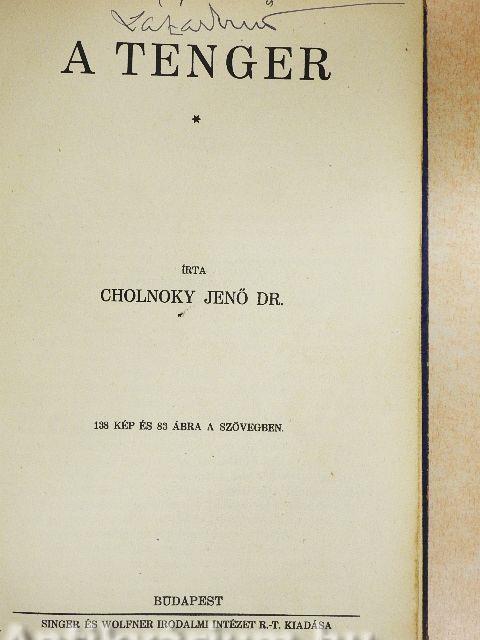 A TENGER
*
ÍRTA
CHOLNOKY JENŐ DR.
138 KÉP ÉS 83 ÁBRA A SZÖVEGBEN.
BUDAPEST
SINGER ÉS WOLFNER IRODALMI INTÉZET R.-T. KIADÁSA